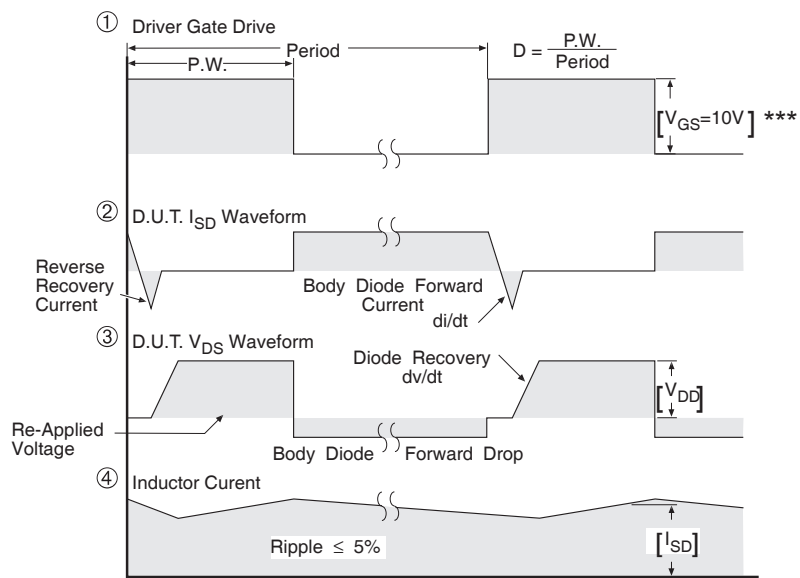 ① Driver Gate Drive
Period
P.W.
D = P.W. / Period
[VGS=10V] ***
② D.U.T. ISD Waveform
Reverse
Recovery
Current
Body Diode Forward
Current
di/dt
③ D.U.T. VDS Waveform
Diode Recovery
dv/dt
[VDD]
Re-Applied
Voltage
Body Diode Forward Drop
④ Inductor Curent
Ripple ≤ 5%
[ISD]